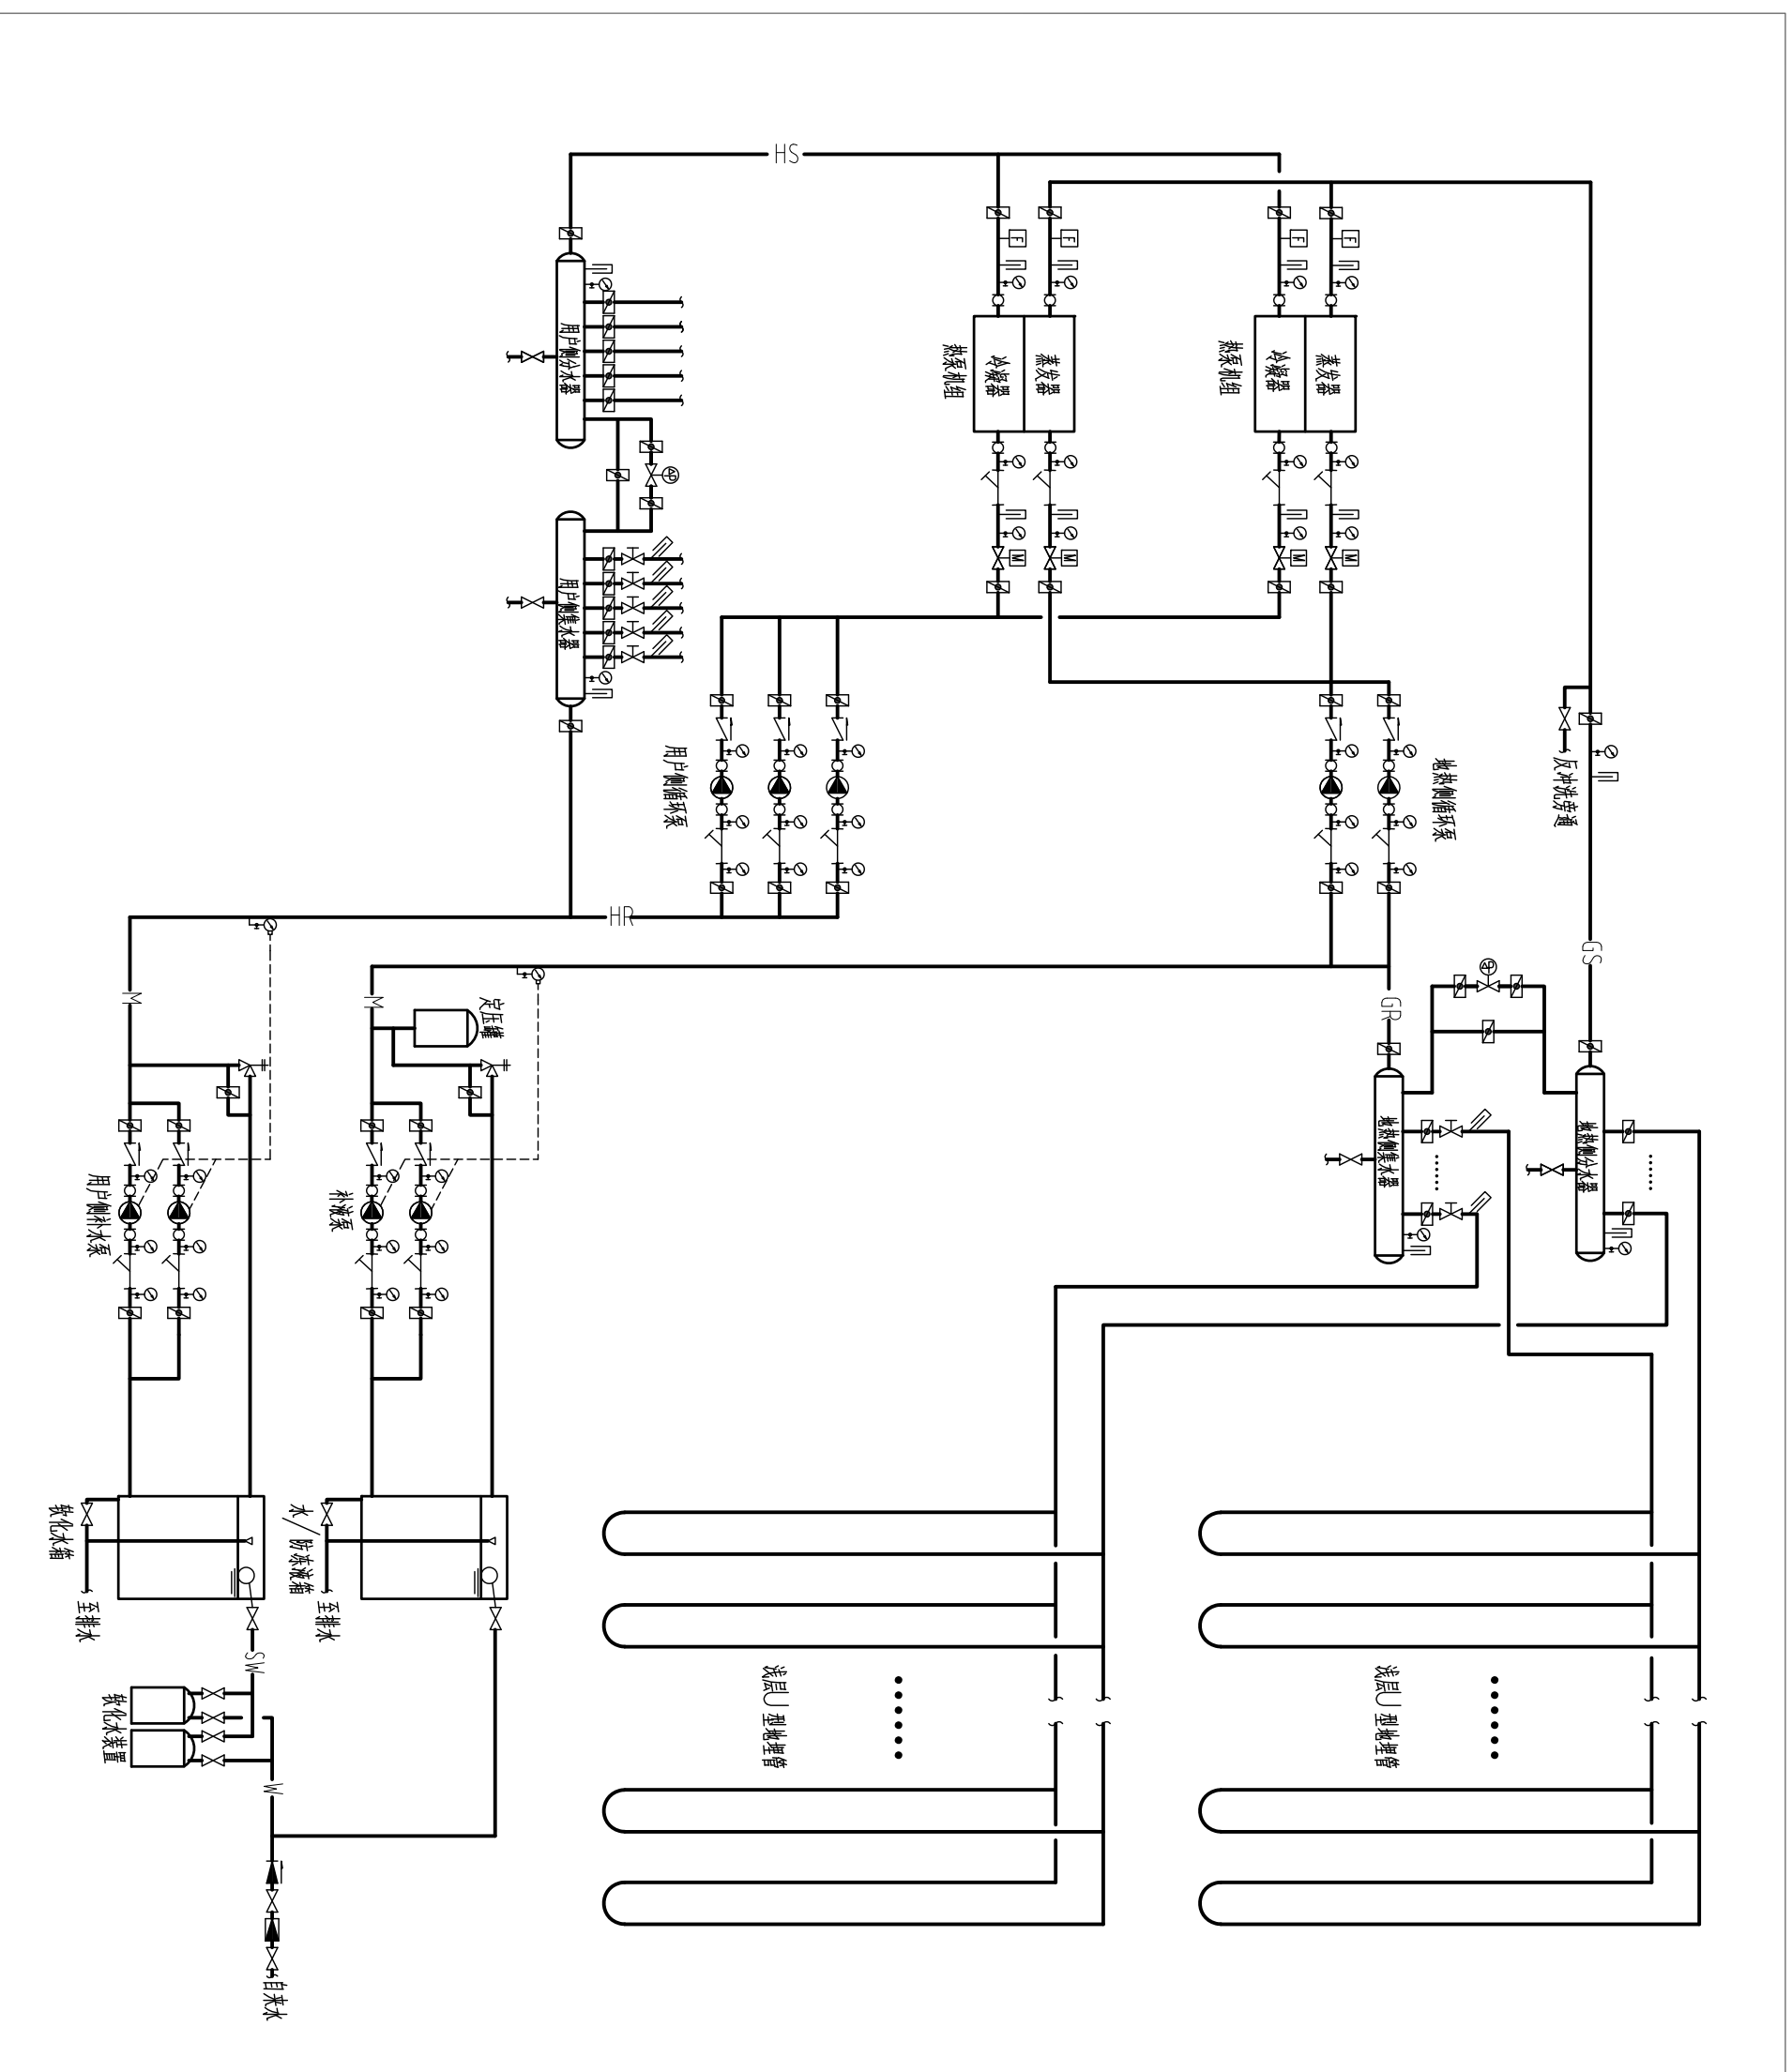 HS
F
F
F
F
用户侧分水器
热泵机组
冷凝器
蒸发器
热泵机组
冷凝器
蒸发器
ΔP
M
M
M
M
用户侧集水器
用户侧循环泵
地热侧循环泵
反冲洗旁通
HR
GS
ΔP
M
M
定压罐
GR
地热侧集水器
地热侧分水器
用户侧补水泵
补液泵
软化水箱
水/防冻液箱
至排水
至排水
SW
软化水装置
浅层U型地埋管
浅层U型地埋管
W
自来水